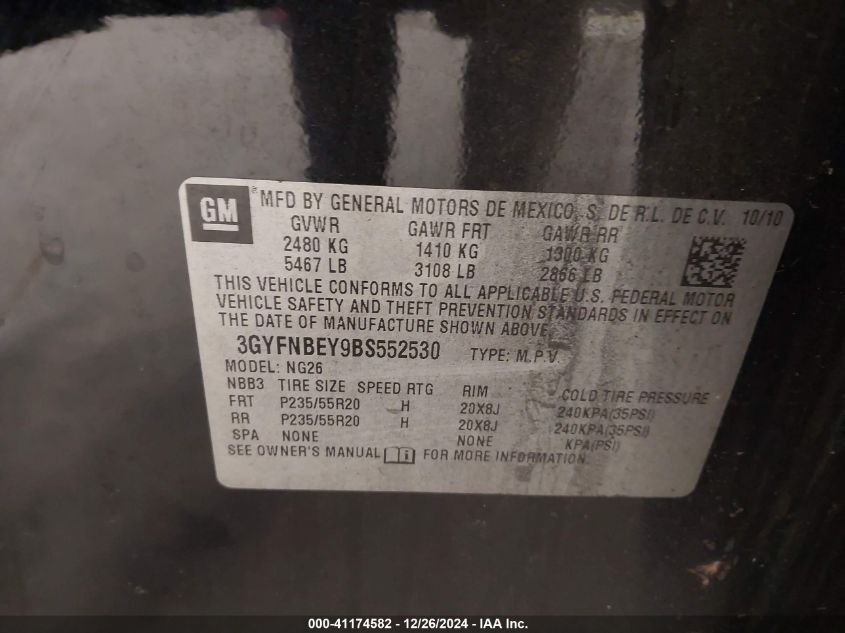 GM ® MFD BY GENERAL MOTORS DE MEXICO, S. DE R.L. DE C.V. 10/10
GVWR GAWR FRT GAWR RR
2480 KG 1410 KG 1300 KG
5467 LB 3108 LB 2866 LB
THIS VEHICLE CONFORMS TO ALL APPLICABLE U.S. FEDERAL MOTOR
VEHICLE SAFETY AND THEFT PREVENTION STANDARDS IN EFFECT ON
THE DATE OF MANUFACTURE SHOWN ABOVE.
3GYFNBEY9BS552530 TYPE: M.P.V.
MODEL: NG26
NBB3 TIRE SIZE SPEED RTG RIM COLD TIRE PRESSURE
FRT P235/55R20 H 20X8J 240KPA(35PSI)
RR P235/55R20 H 20X8J 240KPA(35PSI)
SPA NONE NONE KPA(PSI)
SEE OWNER'S MANUAL FOR MORE INFORMATION.
000-41174582 / 12/26/2024 - IAA Inc.